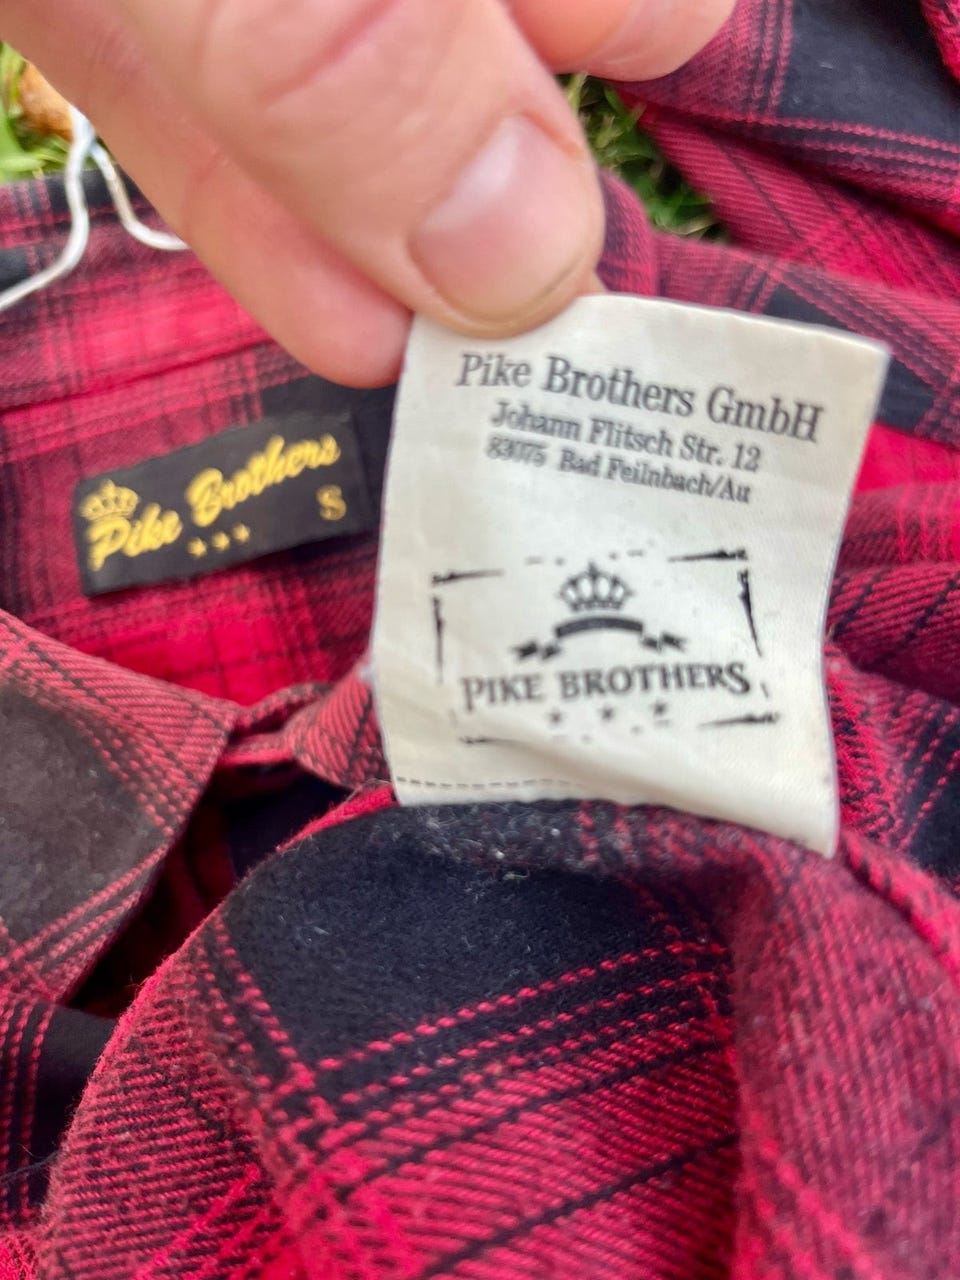 Pike Brothers GmbH
Johann Flitsch Str. 12
83075 Bad Feilnbach/Au
PIKE BROTHERS
Pike Brothers
S